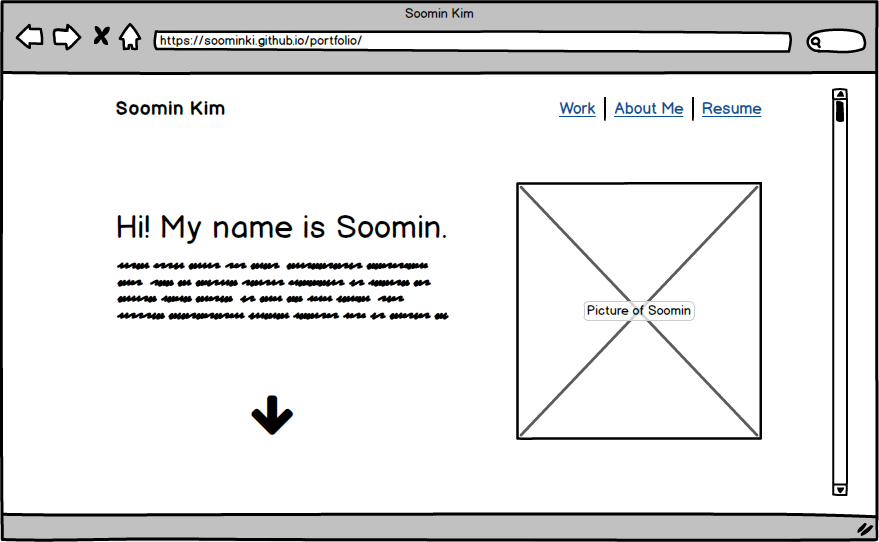 Soomin Kim
https://soominki.github.io/portfolio/
Soomin Kim
Work | About Me | Resume
Hi! My name is Soomin.
Picture of Soomin